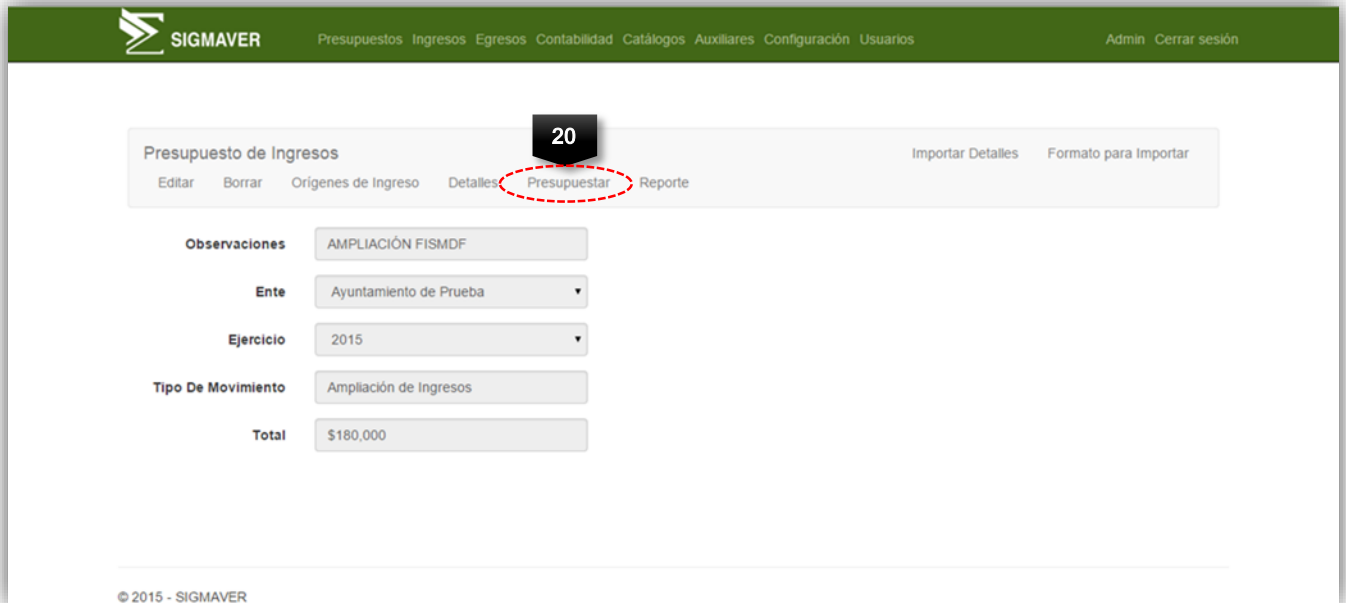 SIGMAVER Presupuestos Ingresos Egresos Contabilidad Catálogos Auxiliares Configuración Usuarios Admin Cerrar sesión
20
Presupuesto de Ingresos Importar Detalles Formato para Importar
Editar Borrar Orígenes de Ingreso Detalles Presupuestar Reporte
Observaciones AMPLIACIÓN FISMDF
Ente Ayuntamiento de Prueba
Ejercicio 2015
Tipo De Movimiento Ampliación de Ingresos
Total $180,000
© 2015 - SIGMAVER